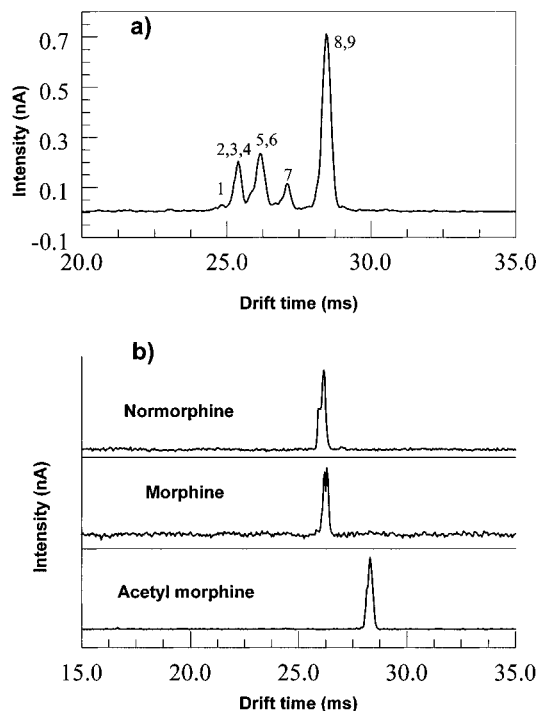 a)
0.7
0.5
0.3
0.1
-0.1
Intensity (nA)
1
2,3,4
5,6
7
8,9
20.0 25.0 30.0 35.0
Drift time (ms)
b)
Intensity (nA)
Normorphine
Morphine
Acetyl morphine
15.0 20.0 25.0 30.0 35.0
Drift time (ms)